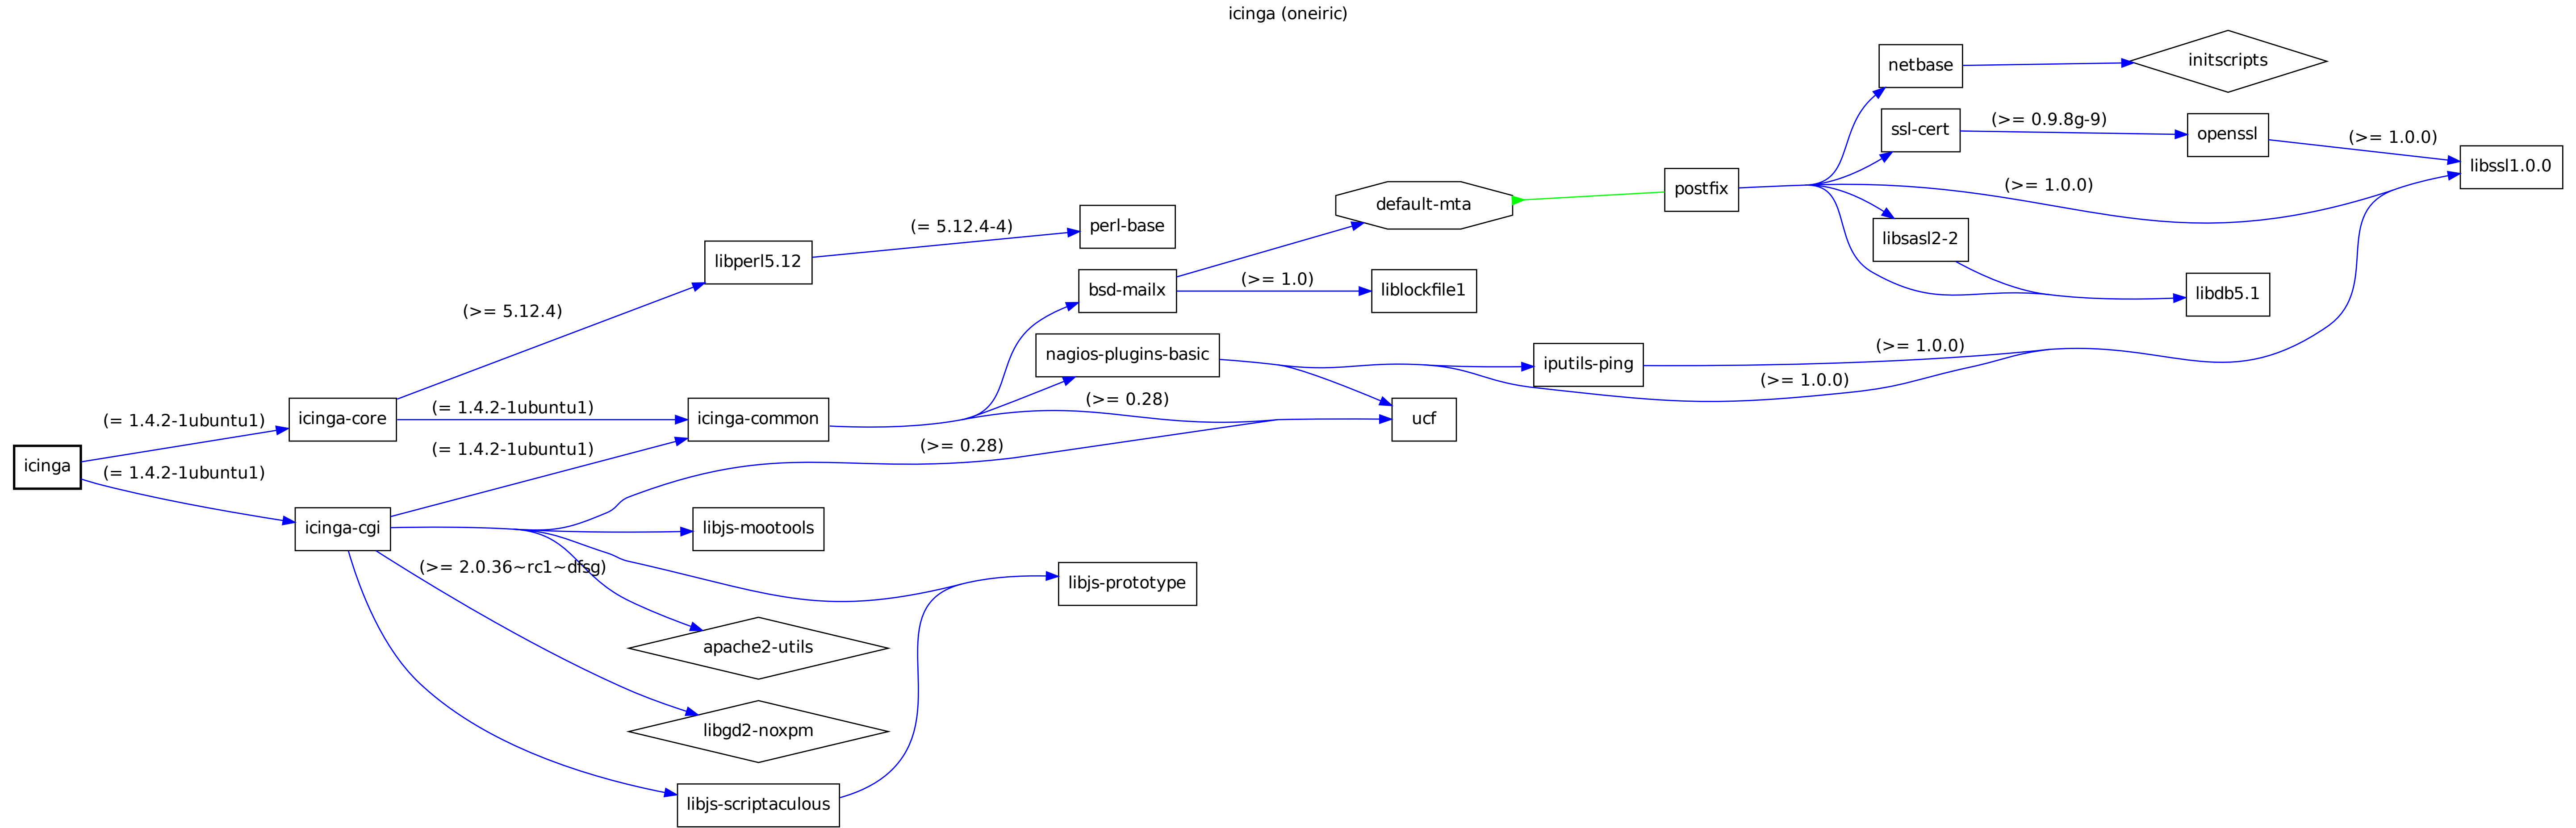 icinga (oneiric)
netbase
initscripts
ssl-cert
(>= 0.9.8g-9)
openssl
(>= 1.0.0)
libssl1.0.0
postfix
(>= 1.0.0)
default-mta
perl-base
(= 5.12.4-4)
libsasl2-2
libperl5.12
bsd-mailx
(>= 1.0)
liblockfile1
libdb5.1
(>= 5.12.4)
nagios-plugins-basic
iputils-ping
(>= 1.0.0)
(>= 1.0.0)
(>= 0.28)
icinga-core
(= 1.4.2-1ubuntu1)
icinga-common
ucf
(= 1.4.2-1ubuntu1)
(= 1.4.2-1ubuntu1)
(>= 0.28)
icinga
(= 1.4.2-1ubuntu1)
icinga-cgi
libjs-mootools
(>= 2.0.36~rc1~dfsg)
libjs-prototype
apache2-utils
libgd2-noxpm
libjs-scriptaculous